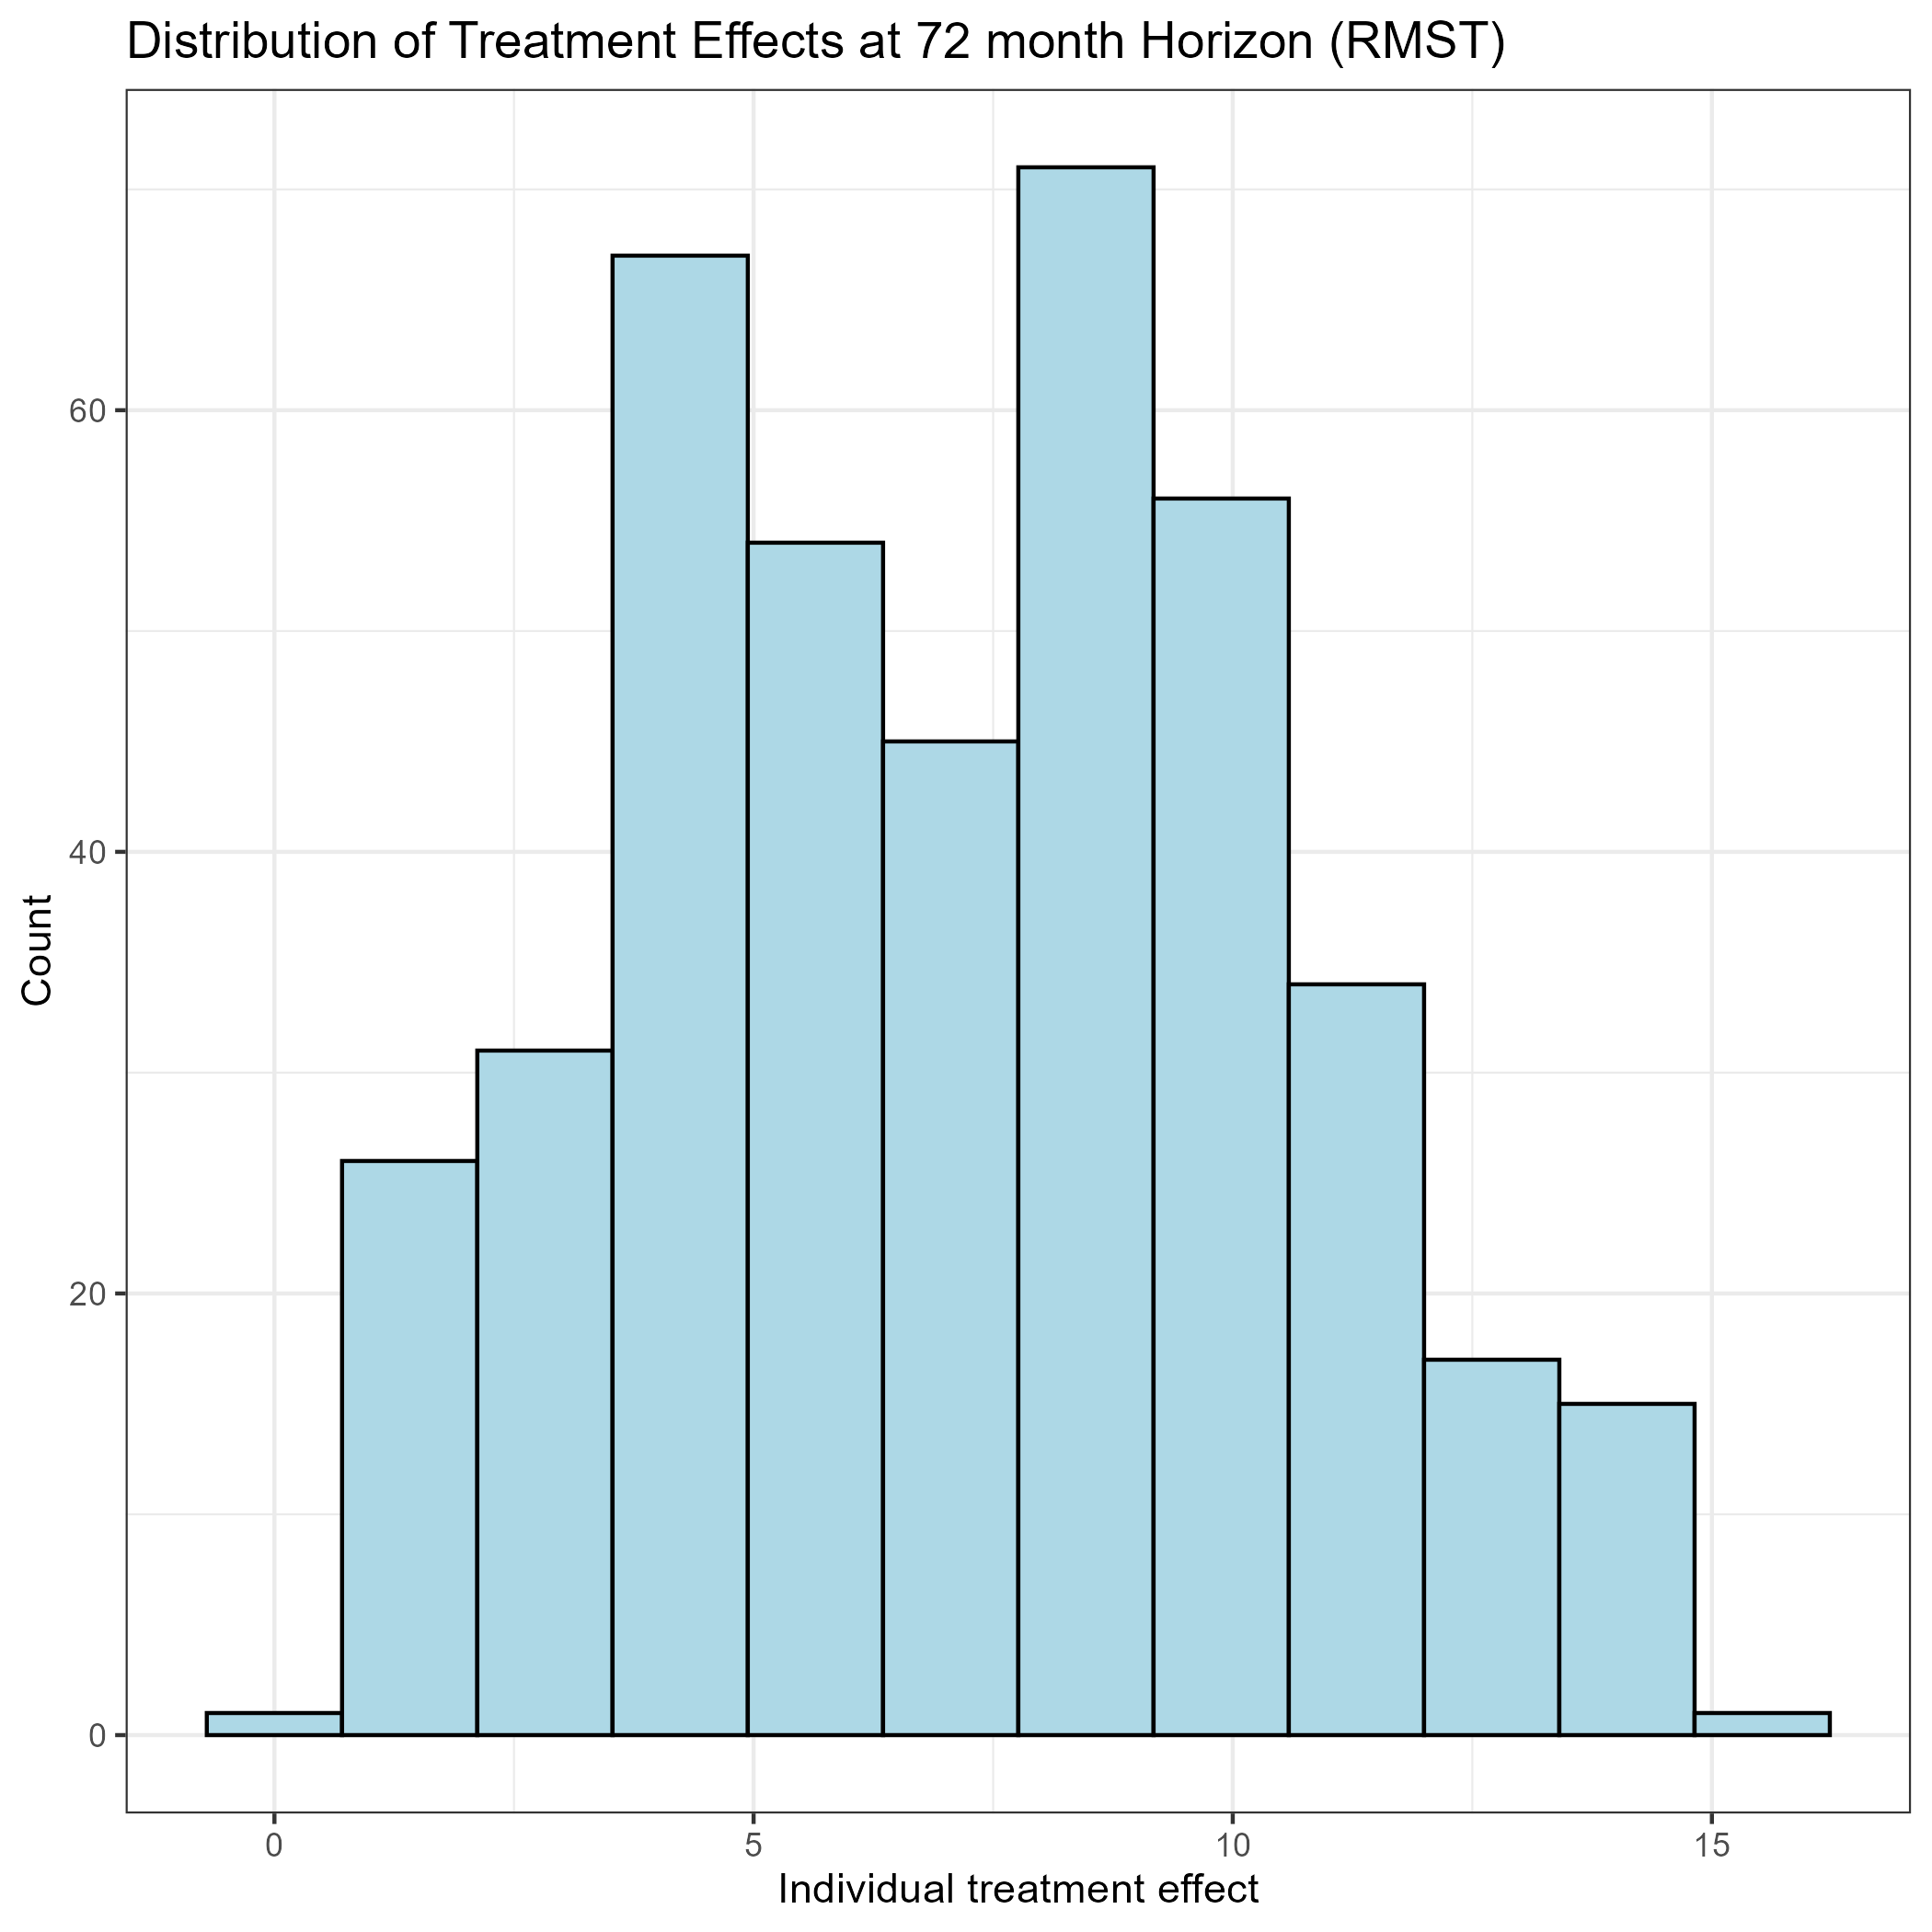 Distribution of Treatment Effects at 72 month Horizon (RMST)
Count
60
40
20
0
0 5 10 15
Individual treatment effect